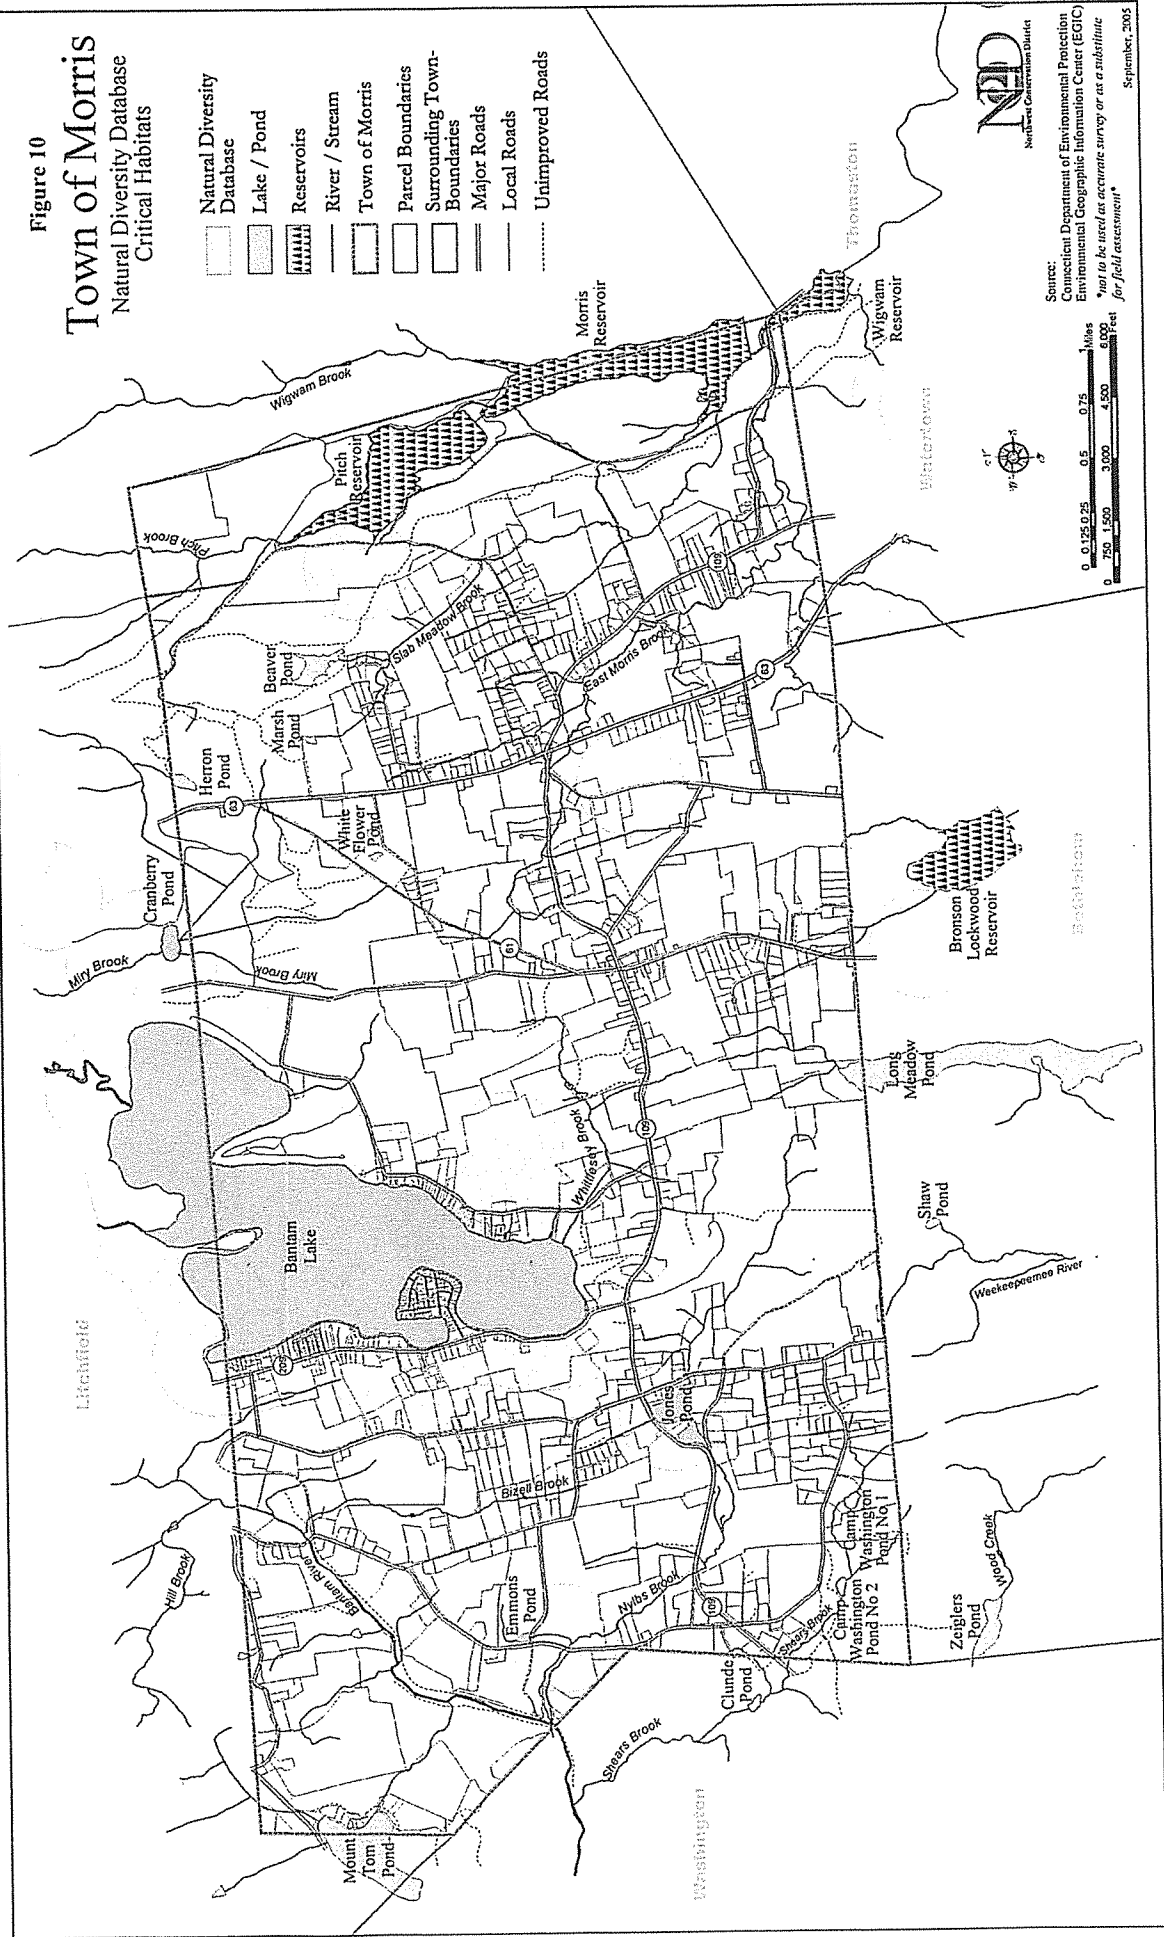 Figure 10
Town of Morris
Natural Diversity Database
Critical Habitats
Natural Diversity
Database
Lake / Pond
Reservoirs
River / Stream
Town of Morris
Parcel Boundaries
Surrounding Town-
Boundaries
Major Roads
Local Roads
Unimproved Roads
Litchfield
Mount
Tom
Pond
Hill Brook
Bantam River
Bantam
Lake
209
Miry Brook
Miry Brook
Cranberry
Pond
Herron
Pond
63
Marsh
Pond
Beaver
Pond
White
Flower
Pond
Pitch Brook
Pitch
Reservoir
Wigwam Brook
Morris
Reservoir
Slab Meadow Brook
East Morris Brook
109
63
61
Whittlesey Brook
109
Bizell Brook
Emmons
Pond
Jones
Pond
Nylbs Brook
109
Clunde
Pond
Shears Brook
Shears Brook
Camp
Washington
Pond No 2
Camp
Washington
Pond No 1
Washington
Zeiglers
Pond
Wood Creek
Shaw
Pond
Weekeepeemee River
Long
Meadow
Pond
Bronson
Lockwood
Reservoir
Bethlehem
Watertown
Wigwam
Reservoir
Thomaston
N
0 0.125 0.25 0.5 0.75 1 Miles
0 750 1,500 3,000 4,500 6,000 Feet
Northwest Conservation District
Source:
Connecticut Department of Environmental Protection
Environmental Geographic Information Center (EGIC)
*not to be used as accurate survey or as a substitute
for field assessment*
September, 2005